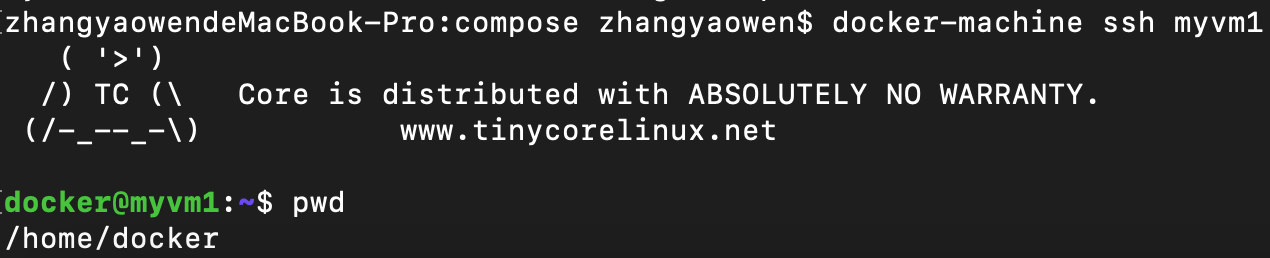 zhangyaowendeMacBook-Pro:compose zhangyaowen$ docker-machine ssh myvm1
   ( '>')
  /) TC (\   Core is distributed with ABSOLUTELY NO WARRANTY.
 (/-_--_-\)           www.tinycorelinux.net
docker@myvm1:~$ pwd
/home/docker